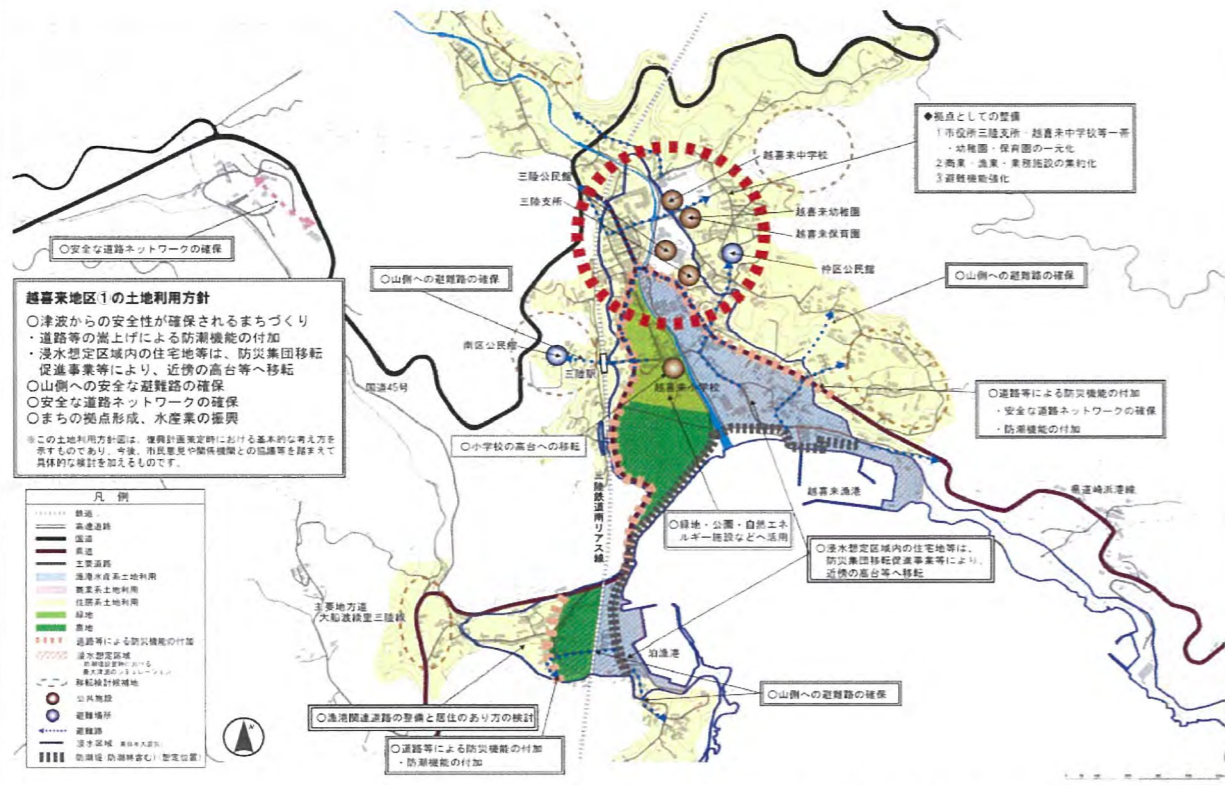 ◆拠点としての整備
1 市役所三陸支所・越喜来中学校等一帯
・幼稚園・保育園の一元化
2 商業・漁業・業務施設の集約化
3 避難機能強化
越喜来中学校
三陸公民館
三陸支所
越喜来幼稚園
越喜来保育園
仲区公民館
○安全な道路ネットワークの確保
○山側への避難路の確保
○山側への避難路の確保
越喜来地区①の土地利用方針
○津波からの安全性が確保されるまちづくり
・道路等の嵩上げによる防潮機能の付加
・浸水想定区域内の住宅地等は、防災集団移転
促進事業等により、近傍の高台等へ移転
○山側への安全な避難路の確保
○安全な道路ネットワークの確保
○まちの拠点形成、水産業の振興
※この土地利用方針図は、復興計画策定時における基本的な考え方を
示すものであり、今後、市民意見や関係機関との協議等を踏まえて
具体的な検討を加えるものです。
南区公民館
三陸駅
越喜来小学校
国道45号
○道路等による防災機能の付加
・安全な道路ネットワークの確保
・防潮機能の付加
○小学校の高台への移転
三陸鉄道南リアス線
越喜来漁港
県道崎浜港線
○緑地・公園・自然エネ
ルギー施設などへ活用
○浸水想定区域内の住宅地等は、
防災集団移転促進事業等により、
近傍の高台等へ移転
凡例
鉄道
高速道路
国道
県道
主要道路
漁港水産系土地利用
商業系土地利用
住居系土地利用
緑地
農地
道路等による防災機能の付加
浸水想定区域
移転検討候補地
公共施設
避難場所
避難路
浸水区域
防潮堤(防潮林含む)(想定位置)
主要地方道
大船渡綾里三陸線
泊漁港
○山側への避難路の確保
○漁港関連道路の整備と居住のあり方の検討
○道路等による防災機能の付加
・防潮機能の付加